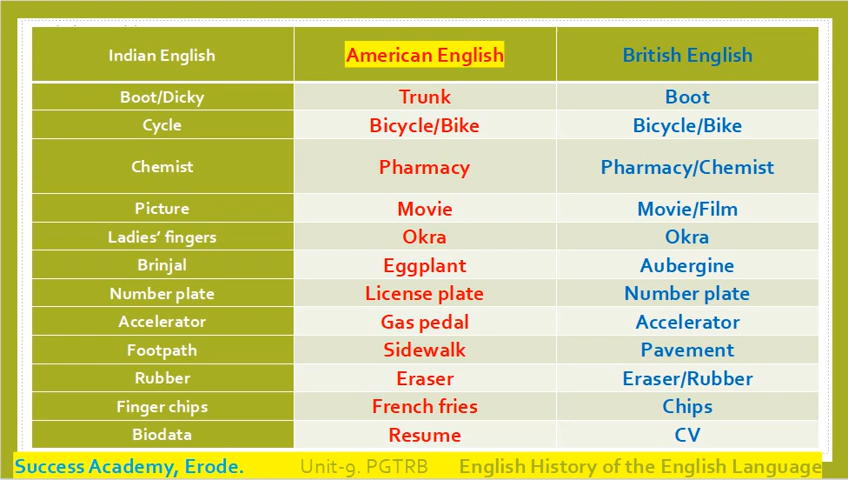 Indian English American English British English
Boot/Dicky Trunk Boot
Cycle Bicycle/Bike Bicycle/Bike
Chemist Pharmacy Pharmacy/Chemist
Picture Movie Movie/Film
Ladies’ fingers Okra Okra
Brinjal Eggplant Aubergine
Number plate License plate Number plate
Accelerator Gas pedal Accelerator
Footpath Sidewalk Pavement
Rubber Eraser Eraser/Rubber
Finger chips French fries Chips
Biodata Resume CV
Success Academy, Erode. Unit-9. PGTRB English History of the English Language